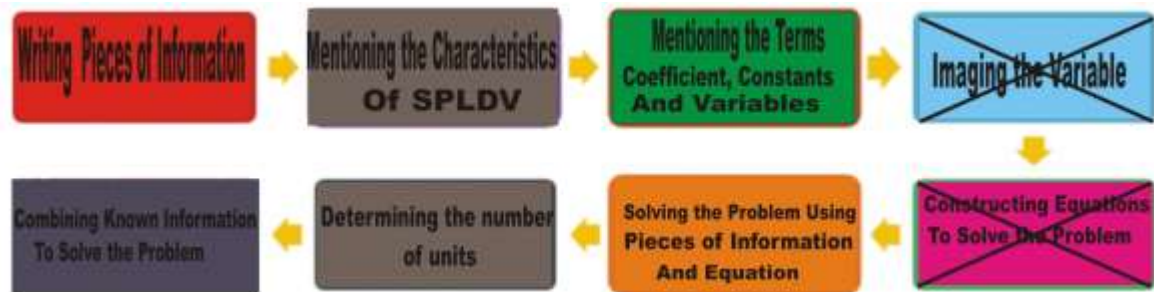 Writing Pieces of Information
Mentioning the Characteristics
Of SPLDV
Mentioning the Terms
Coefficient, Constants
And Variables
Imaging the Variable
Constructing Equations
To Solve the Problem
Solving the Problem Using
Pieces of Information
And Equation
Determining the number
of units
Combining Known Information
To Solve the Problem